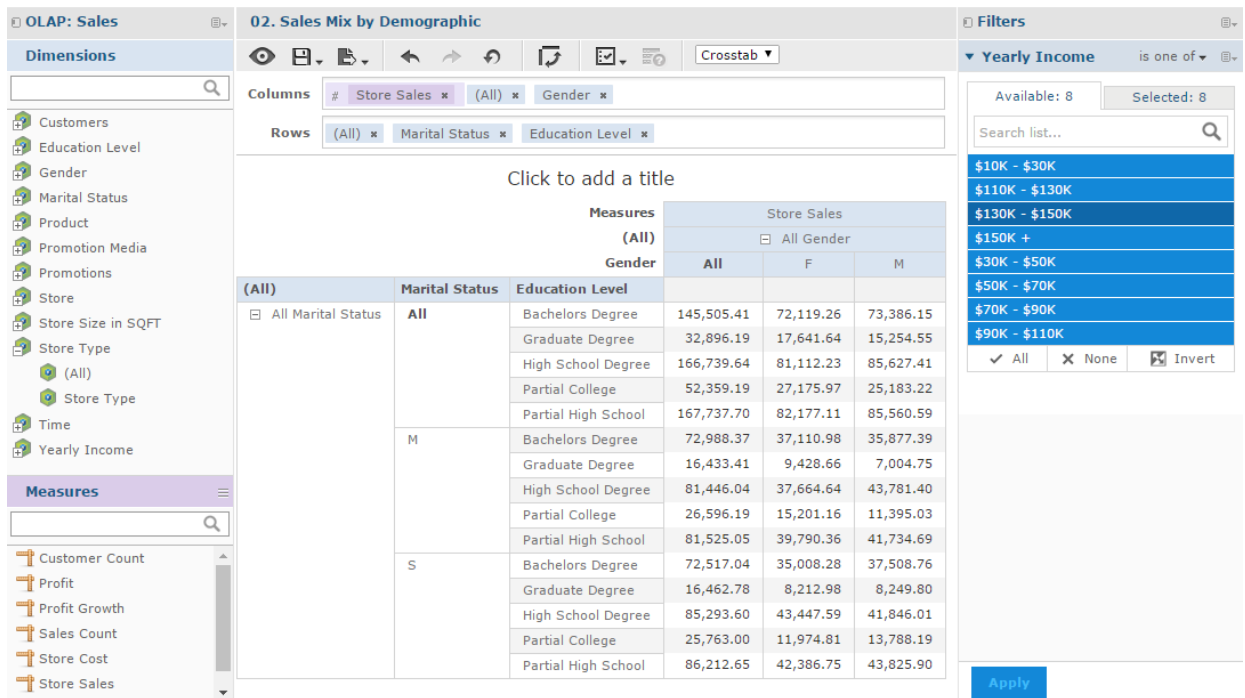 OLAP: Sales
Dimensions
Customers
Education Level
Gender
Marital Status
Product
Promotion Media
Promotions
Store
Store Size in SQFT
Store Type
(All)
Store Type
Time
Yearly Income
Measures
Customer Count
Profit
Profit Growth
Sales Count
Store Cost
Store Sales
02. Sales Mix by Demographic
Crosstab
Columns # Store Sales × (All) × Gender ×
Rows (All) × Marital Status × Education Level ×
Click to add a title
Measures Store Sales
(All) All Gender
Gender All F M
(All) Marital Status Education Level
All Marital Status All Bachelors Degree 145,505.41 72,119.26 73,386.15
Graduate Degree 32,896.19 17,641.64 15,254.55
High School Degree 166,739.64 81,112.23 85,627.41
Partial College 52,359.19 27,175.97 25,183.22
Partial High School 167,737.70 82,177.11 85,560.59
M Bachelors Degree 72,988.37 37,110.98 35,877.39
Graduate Degree 16,433.41 9,428.66 7,004.75
High School Degree 81,446.04 37,664.64 43,781.40
Partial College 26,596.19 15,201.16 11,395.03
Partial High School 81,525.05 39,790.36 41,734.69
S Bachelors Degree 72,517.04 35,008.28 37,508.76
Graduate Degree 16,462.78 8,212.98 8,249.80
High School Degree 85,293.60 43,447.59 41,846.01
Partial College 25,763.00 11,974.81 13,788.19
Partial High School 86,212.65 42,386.75 43,825.90
Filters
Yearly Income is one of
Available: 8 Selected: 8
Search list...
$10K - $30K
$110K - $130K
$130K - $150K
$150K +
$30K - $50K
$50K - $70K
$70K - $90K
$90K - $110K
All None Invert
Apply